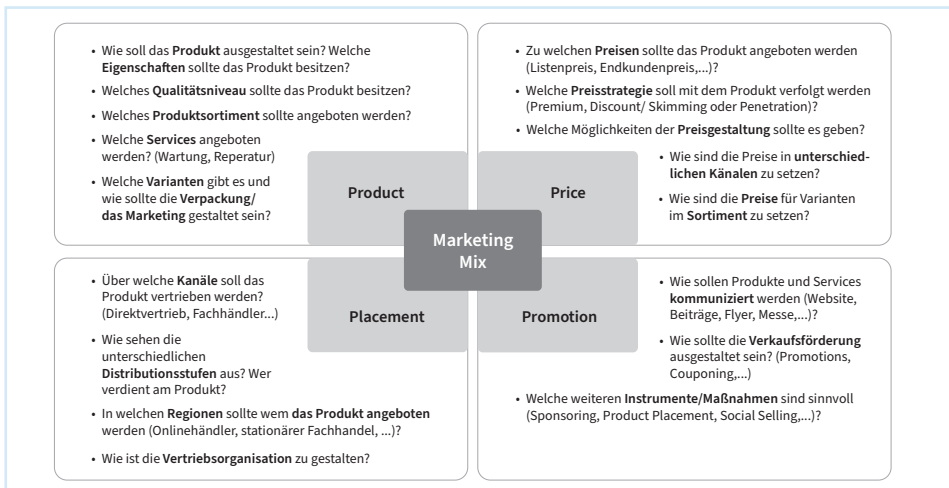 • Wie soll das Produkt ausgestaltet sein? Welche
Eigenschaften sollte das Produkt besitzen?
• Welches Qualitätsniveau sollte das Produkt besitzen?
• Welches Produktsortiment sollte angeboten werden?
• Welche Services angeboten
werden? (Wartung, Reperatur)
• Welche Varianten gibt es und
wie sollte die Verpackung/
das Marketing gestaltet sein?
Product
• Zu welchen Preisen sollte das Produkt angeboten werden
(Listenpreis, Endkundenpreis,...)?
• Welche Preisstrategie soll mit dem Produkt verfolgt werden
(Premium, Discount/ Skimming oder Penetration)?
• Welche Möglichkeiten der Preisgestaltung sollte es geben?
• Wie sind die Preise in unterschied-
lichen Kanälen zu setzen?
• Wie sind die Preise für Varianten
im Sortiment zu setzen?
Price
Marketing
Mix
• Über welche Kanäle soll das
Produkt vertrieben werden?
(Direktvertrieb, Fachhändler...)
• Wie sehen die
unterschiedlichen
Distributionsstufen aus? Wer
verdient am Produkt?
• In welchen Regionen sollte wem das Produkt angeboten
werden (Onlinehändler, stationärer Fachhandel, ...)?
• Wie ist die Vertriebsorganisation zu gestalten?
Placement
Promotion
• Wie sollen Produkte und Services
kommuniziert werden (Website,
Beiträge, Flyer, Messe,...)?
• Wie sollte die Verkaufsförderung
ausgestaltet sein? (Promotions,
Couponing,...)
• Welche weiteren Instrumente/Maßnahmen sind sinnvoll
(Sponsoring, Product Placement, Social Selling,...)?